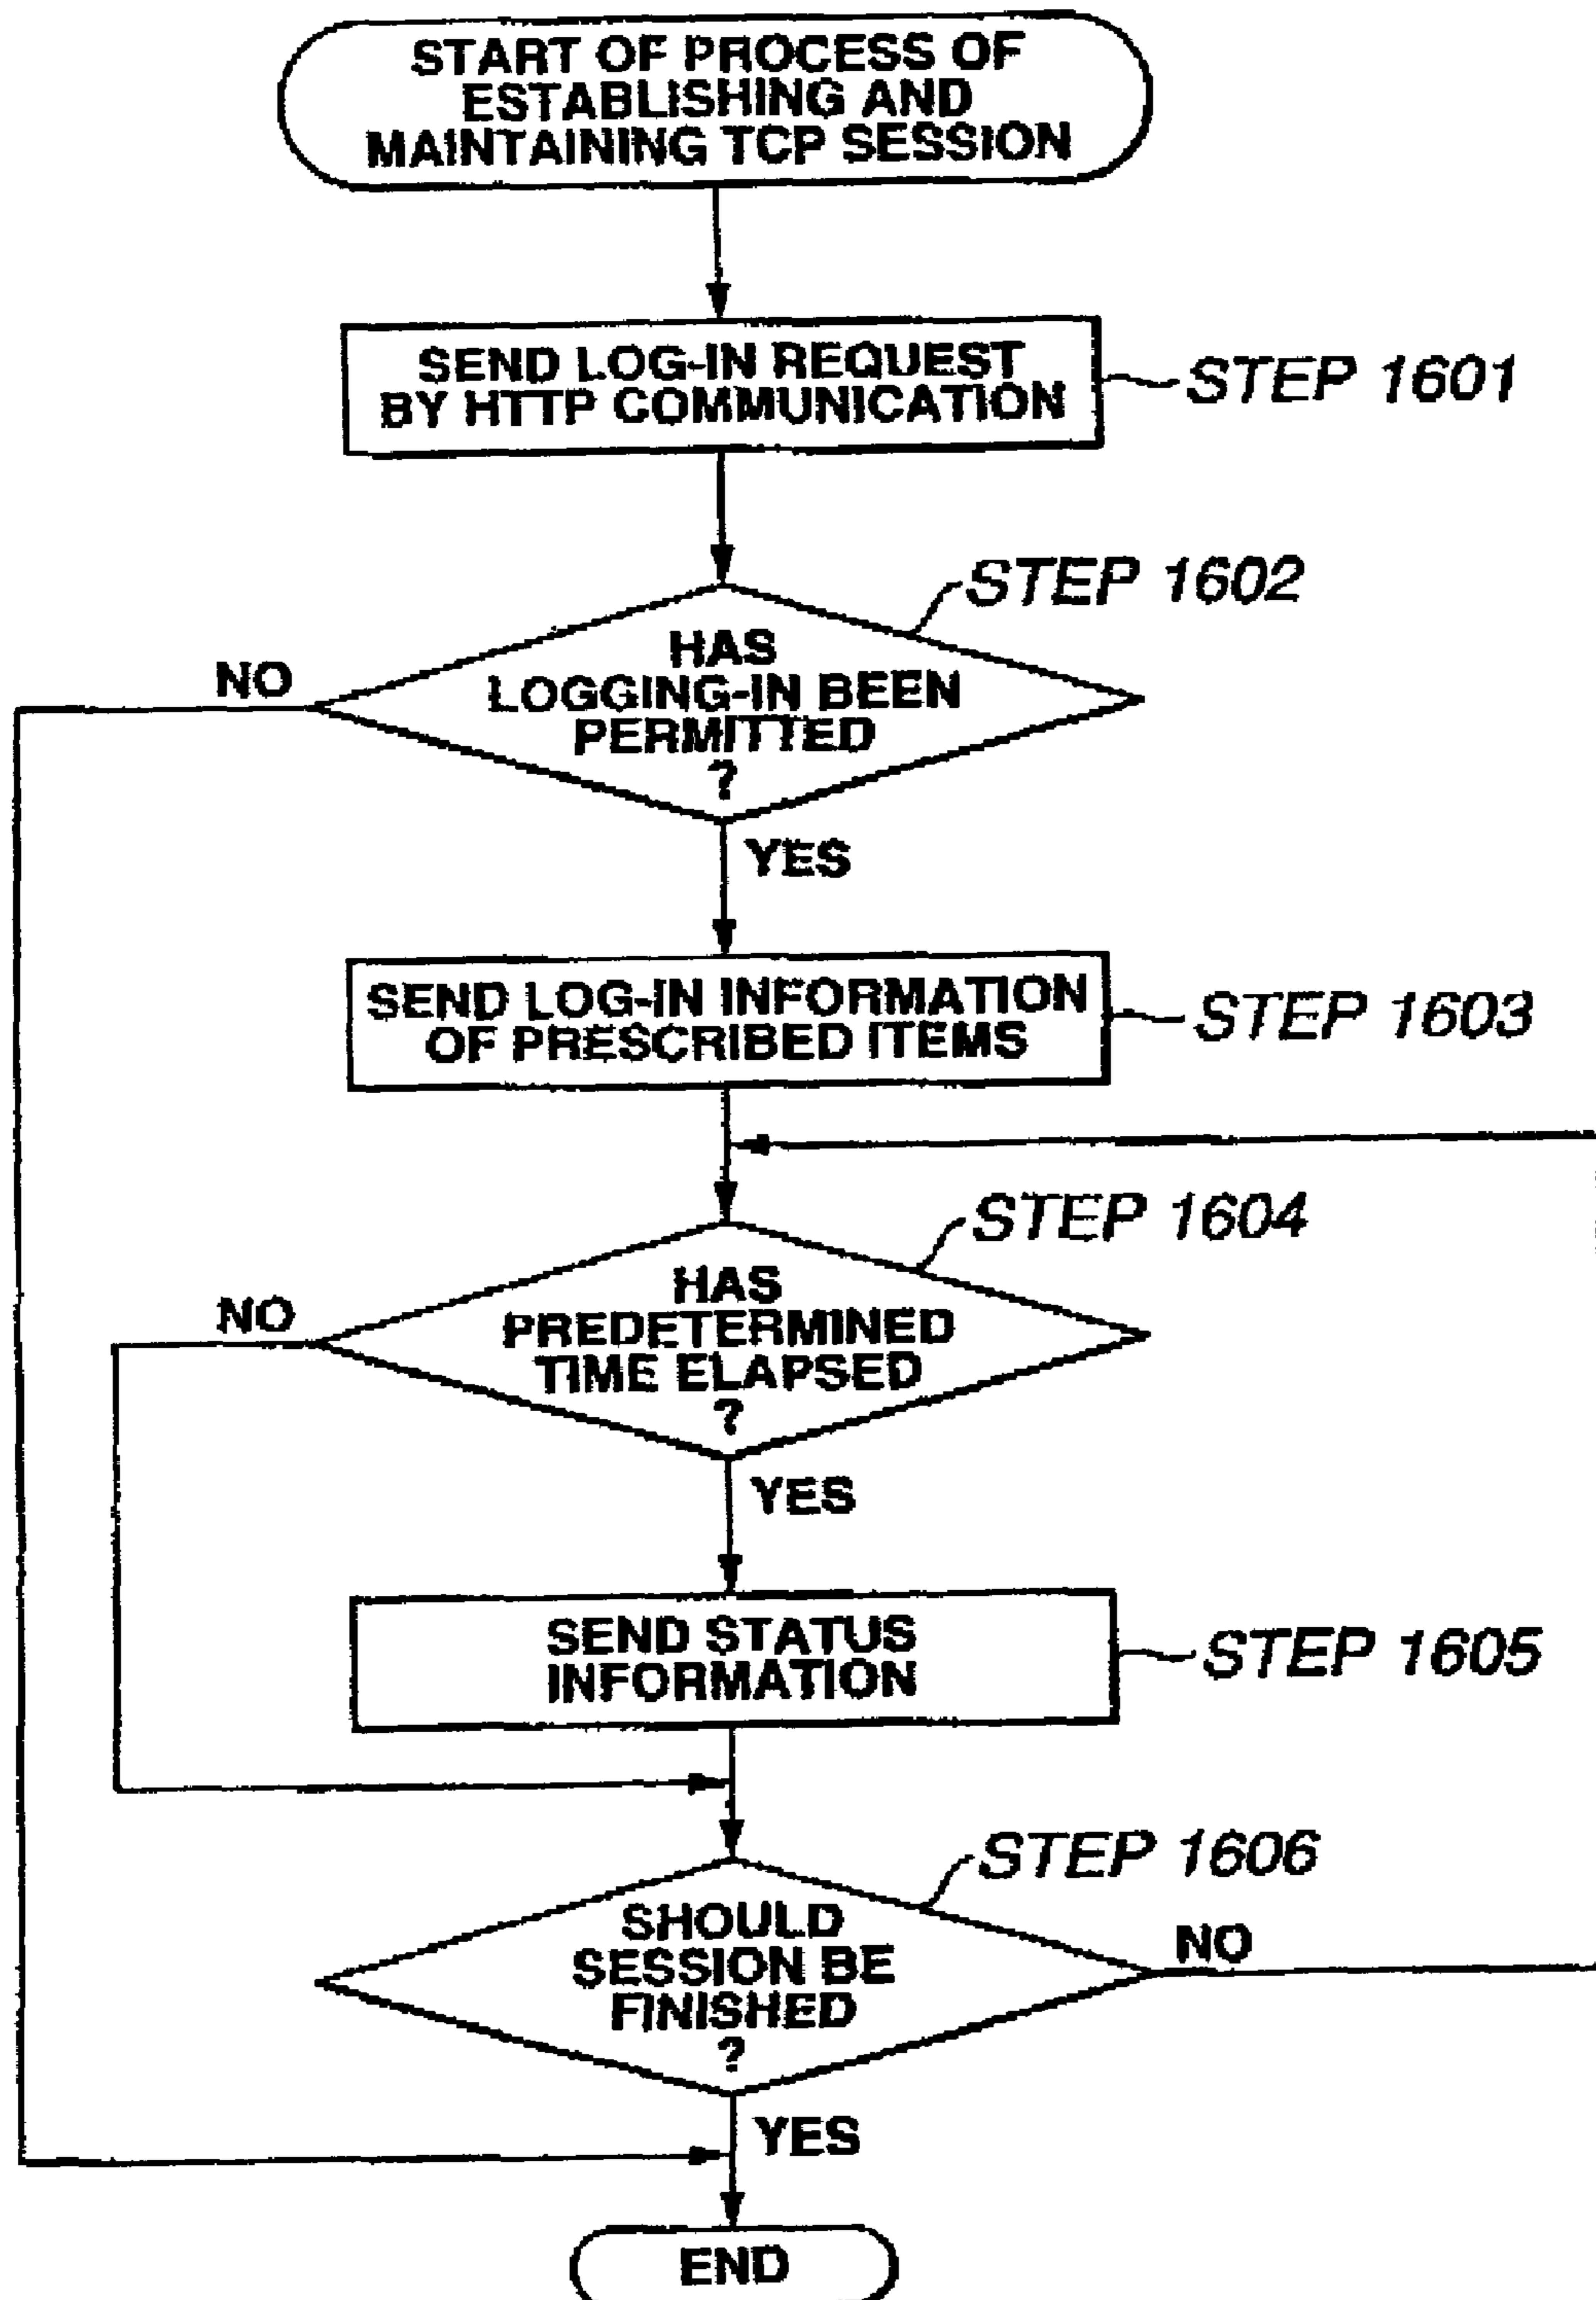 START OF PROCESS OF
ESTABLISHING AND
MAINTAINING TCP SESSION
SEND LOG-IN REQUEST
BY HTTP COMMUNICATION
STEP 1601
STEP 1602
HAS
LOGGING-IN BEEN
PERMITTED
?
NO
YES
SEND LOG-IN INFORMATION
OF PRESCRIBED ITEMS
STEP 1603
STEP 1604
HAS
PREDETERMINED
TIME ELAPSED
?
NO
YES
SEND STATUS
INFORMATION
STEP 1605
STEP 1606
SHOULD
SESSION BE
FINISHED
?
NO
YES
END